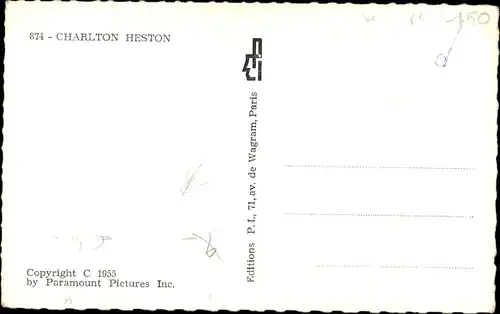 874 - CHARLTON HESTON
Editions P. I., 71, av. de Wagram, Paris
Copyright C 1955
by Paramount Pictures Inc.